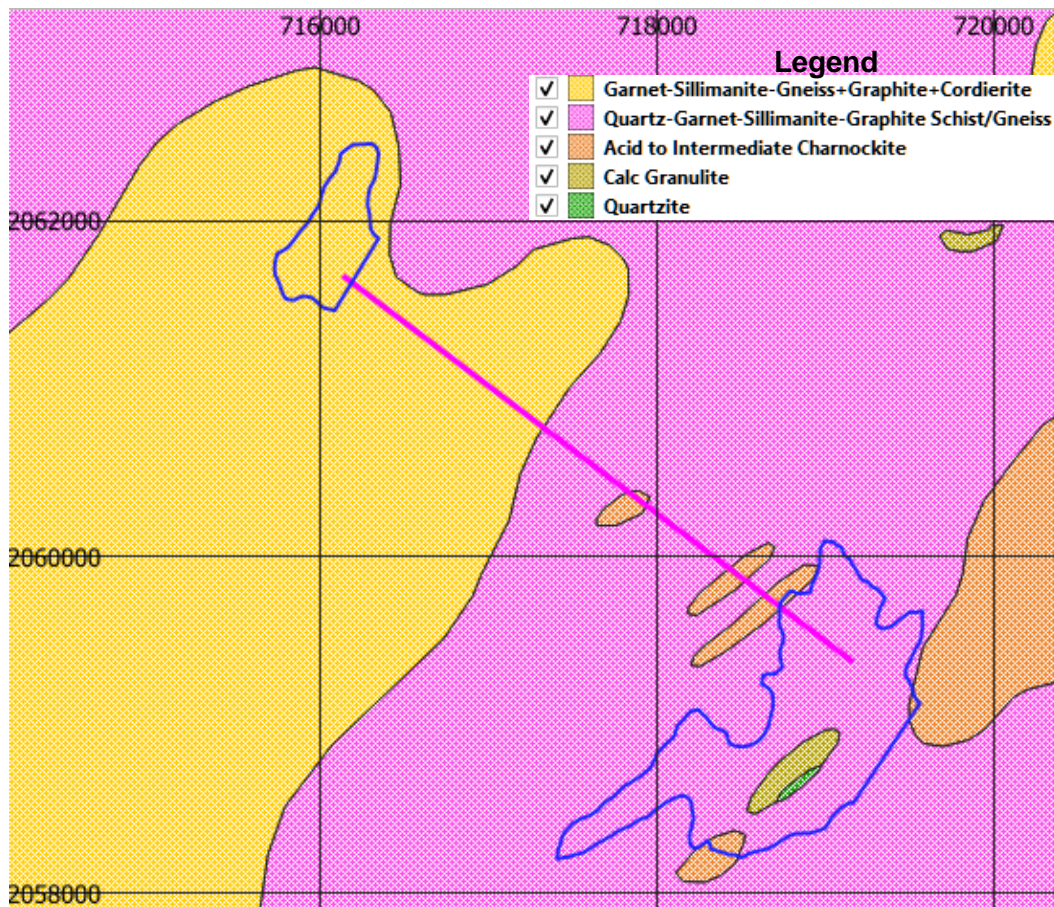 716000 718000 720000
Legend
Garnet-Sillimanite-Gneiss+Graphite+Cordierite
Quartz-Garnet-Sillimanite-Graphite Schist/Gneiss
Acid to Intermediate Charnockite
Calc Granulite
Quartzite
2062000
2060000
2058000